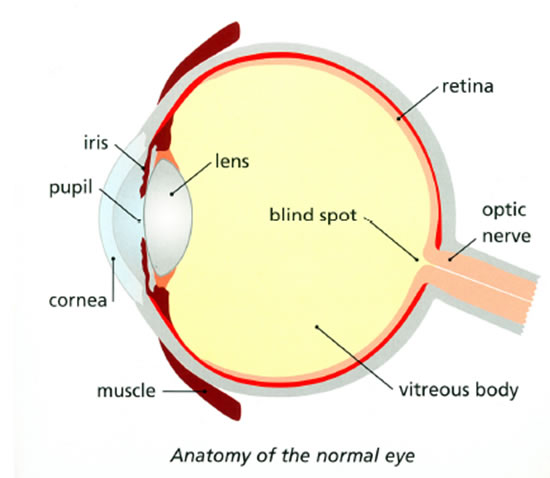 retina
iris
lens
pupil
blind spot
optic
nerve
cornea
muscle
vitreous body
Anatomy of the normal eye